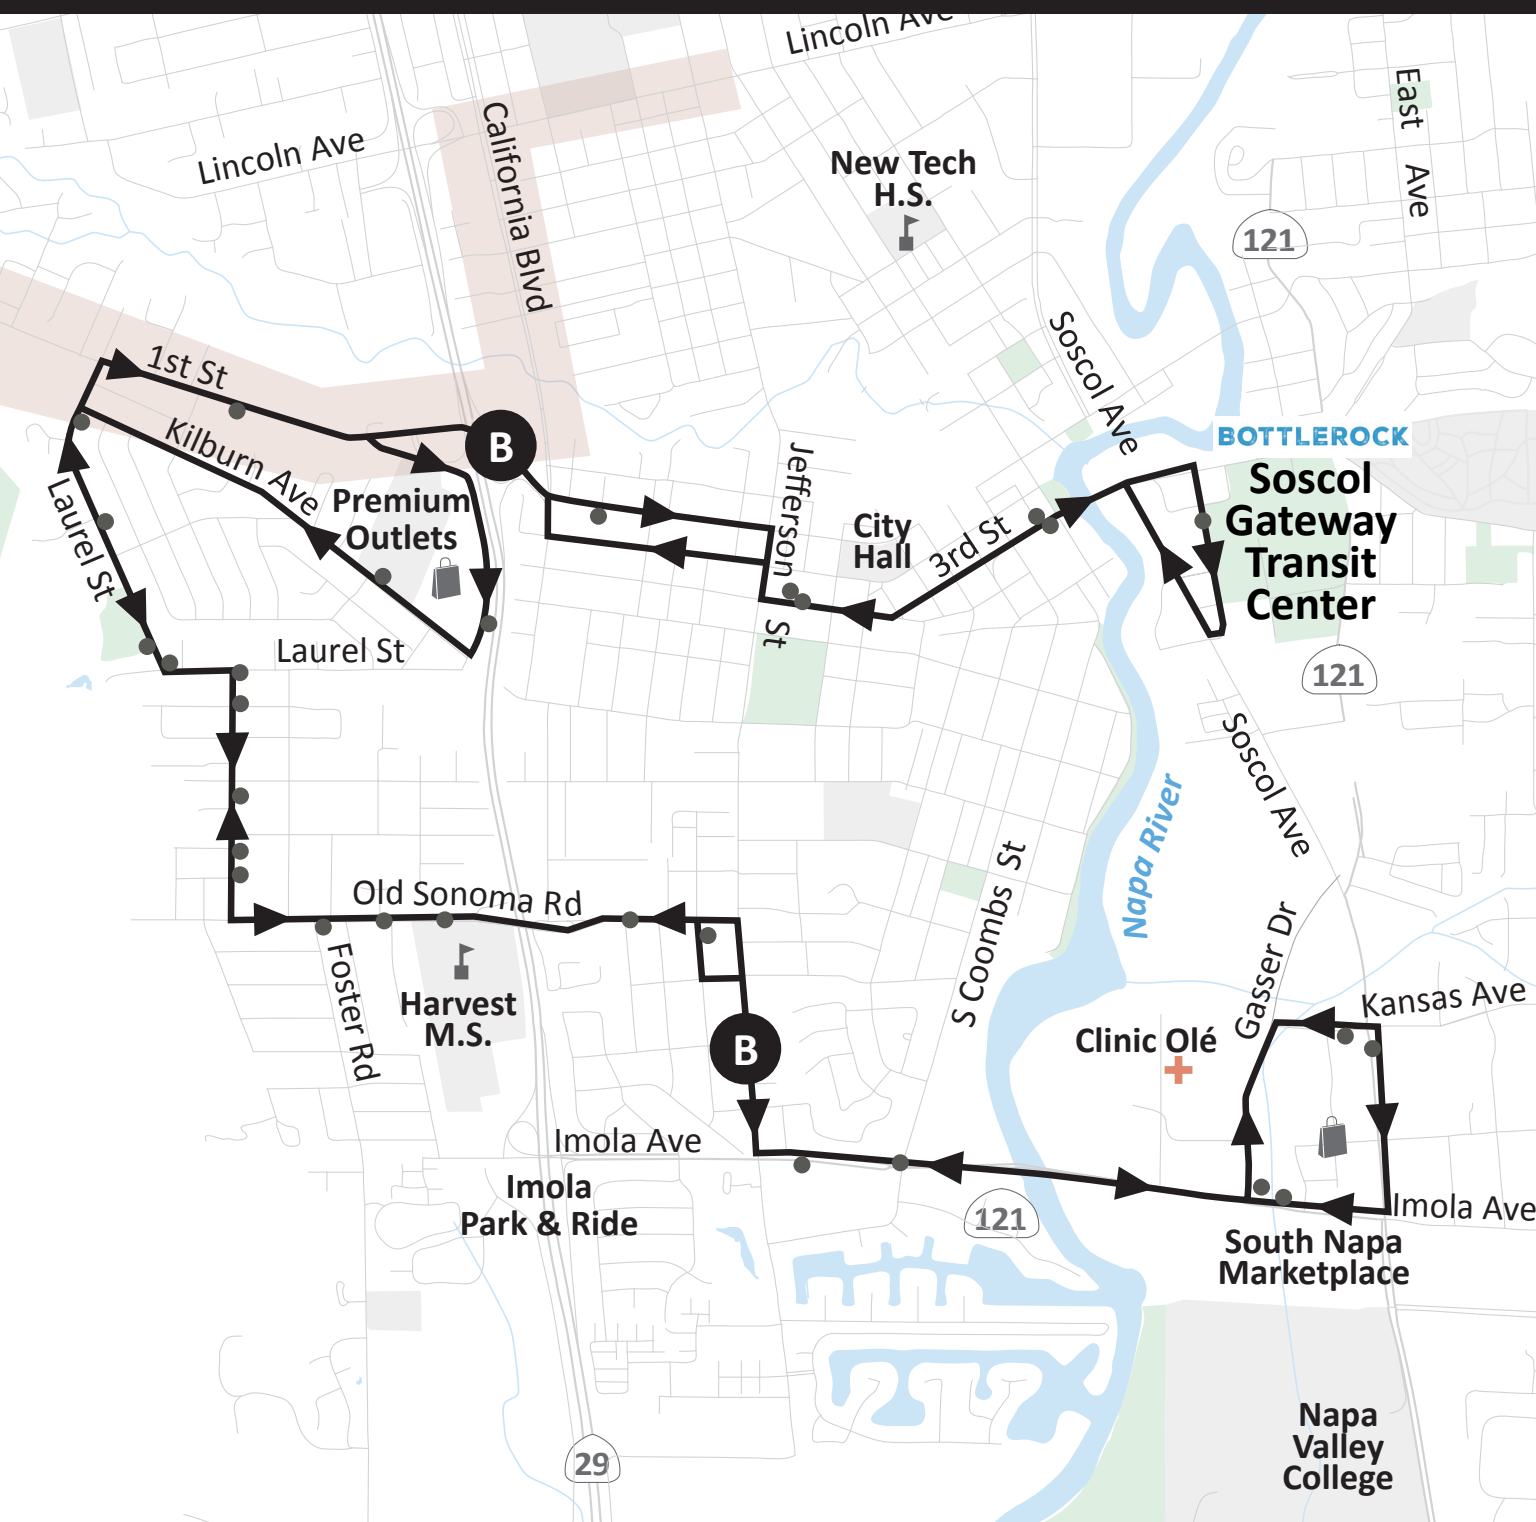 Lincoln Ave
East Ave
California Blvd
Lincoln Ave
New Tech
H.S.
121
Soscol Ave
1st St
Kilburn Ave
B
BOTTLEROCK
Jefferson St
Soscol
Gateway
Transit
Center
Premium
Outlets
City
Hall
3rd St
Laurel St
Laurel St
121
Soscol Ave
Napa River
S Coombs St
Old Sonoma Rd
Gasser Dr
Foster Rd
Harvest
M.S.
Kansas Ave
B
Clinic Olé
Imola Ave
Imola
Park & Ride
121
Imola Ave
South Napa
Marketplace
Napa
Valley
College
29